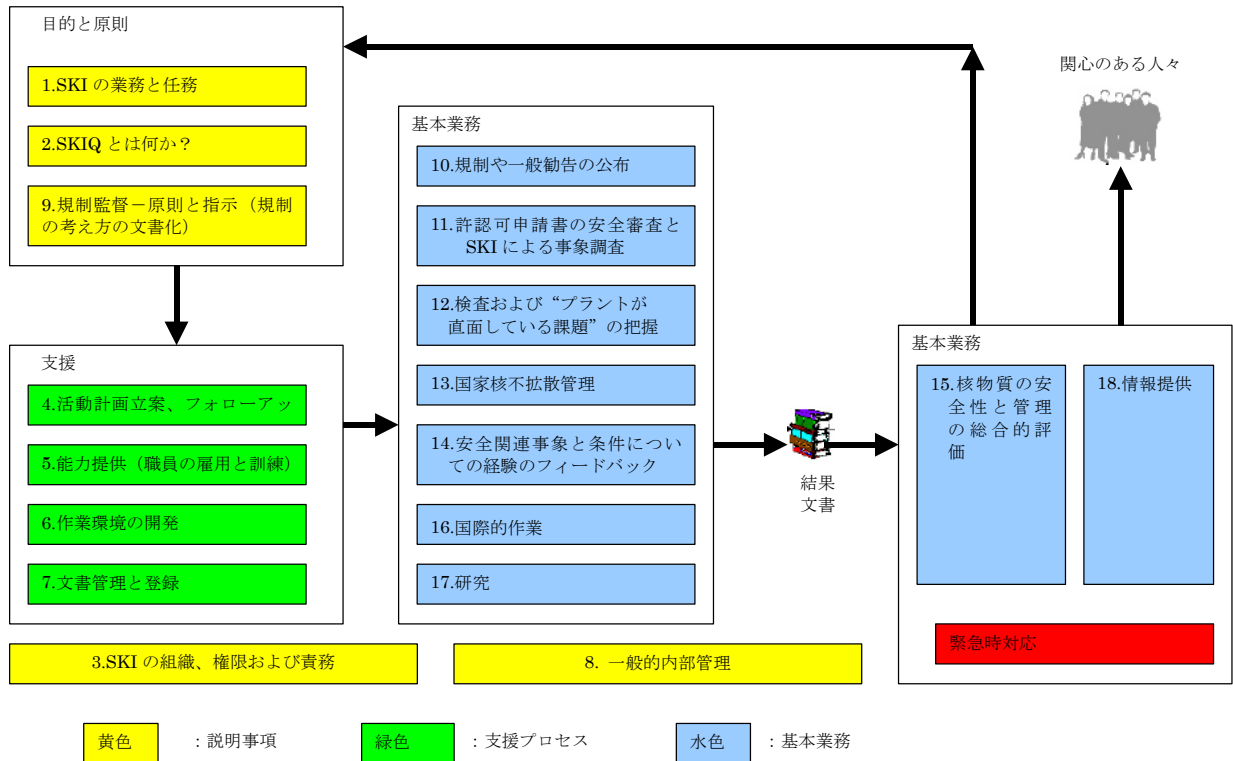 目的と原則
1.SKI の業務と任務
2.SKIQ とは何か？
9.規制監督－原則と指示（規制
の考え方の文書化）
支援
4.活動計画立案、フォローアッ
5.能力提供（職員の雇用と訓練）
6.作業環境の開発
7.文書管理と登録
基本業務
10.規制や一般勧告の公布
11.許認可申請書の安全審査と
SKI による事象調査
12.検査および“プラントが
直面している課題”の把握
13.国家核不拡散管理
14.安全関連事象と条件につい
ての経験のフィードバック
16.国際的作業
17.研究
結果
文書
関心のある人々
基本業務
15.核物質の安
全性と管理
の総合的評
価
18.情報提供
緊急時対応
3.SKI の組織、権限および責務
8. 一般的内部管理
黄色
：説明事項
緑色
：支援プロセス
水色
：基本業務